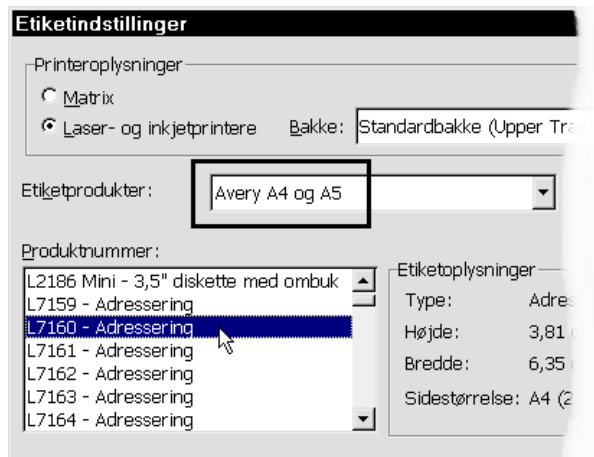 Etiketindstillinger
Printeroplysninger
Matrix
Laser- og inkjetprintere Bakke: Standardbakke (Upper Tray)
Etiketprodukter: Avery A4 og A5
Produktnummer:
L2186 Mini - 3,5" diskette med ombuk
L7159 - Adressering
L7160 - Adressering
L7161 - Adressering
L7162 - Adressering
L7163 - Adressering
L7164 - Adressering
Etiketoplysninger
Type: Adres
Højde: 3,81 c
Bredde: 6,35 c
Sidestørrelse: A4 (2